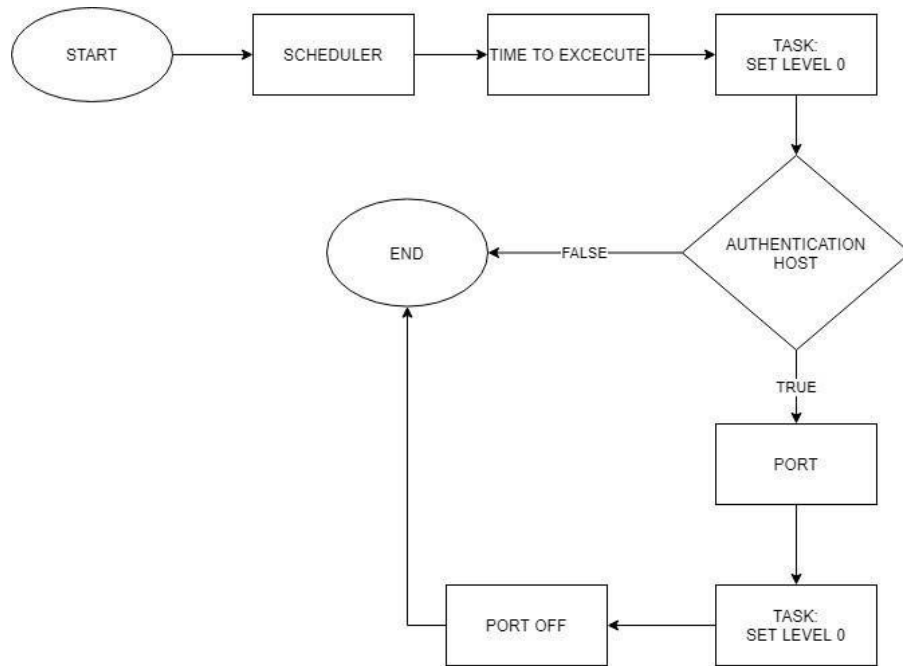 START
SCHEDULER
TIME TO EXCECUTE
TASK:
SET LEVEL 0
AUTHENTICATION
HOST
FALSE
END
TRUE
PORT
TASK:
SET LEVEL 0
PORT OFF